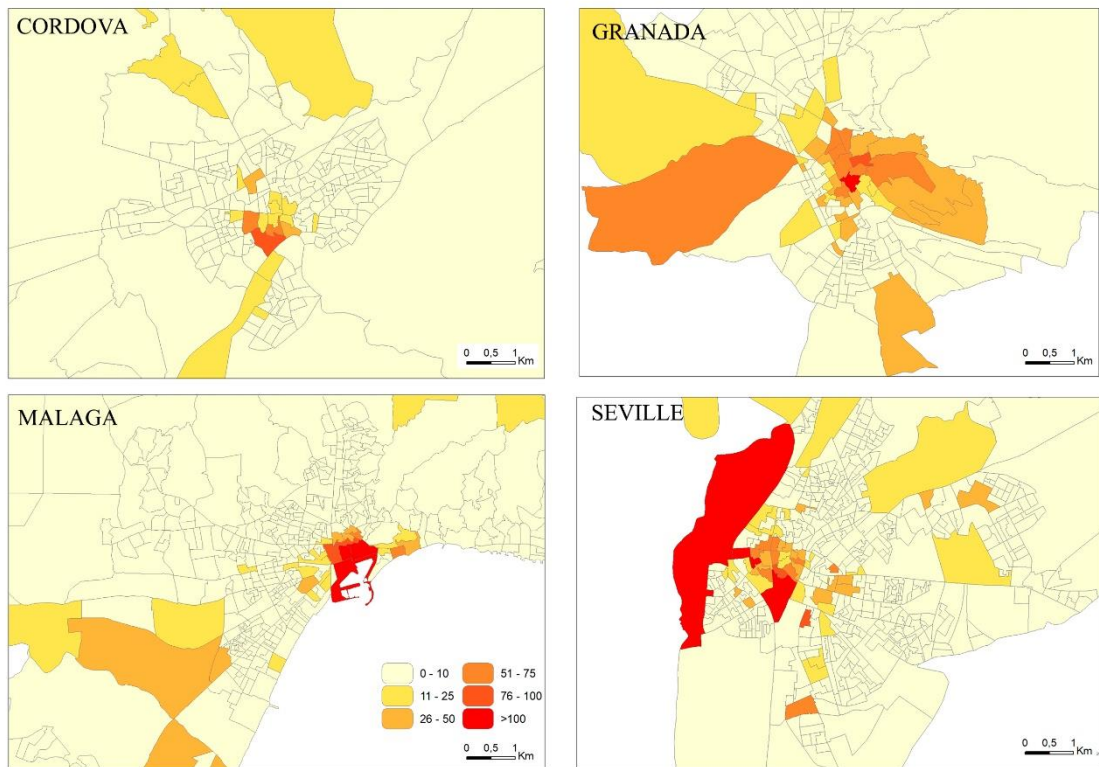 CORDOVA
0 0,5 1
Km
GRANADA
0 0,5 1
Km
MALAGA
0 - 10
11 - 25
26 - 50
51 - 75
76 - 100
>100
0 0,5 1
Km
SEVILLE
0 0,5 1
Km